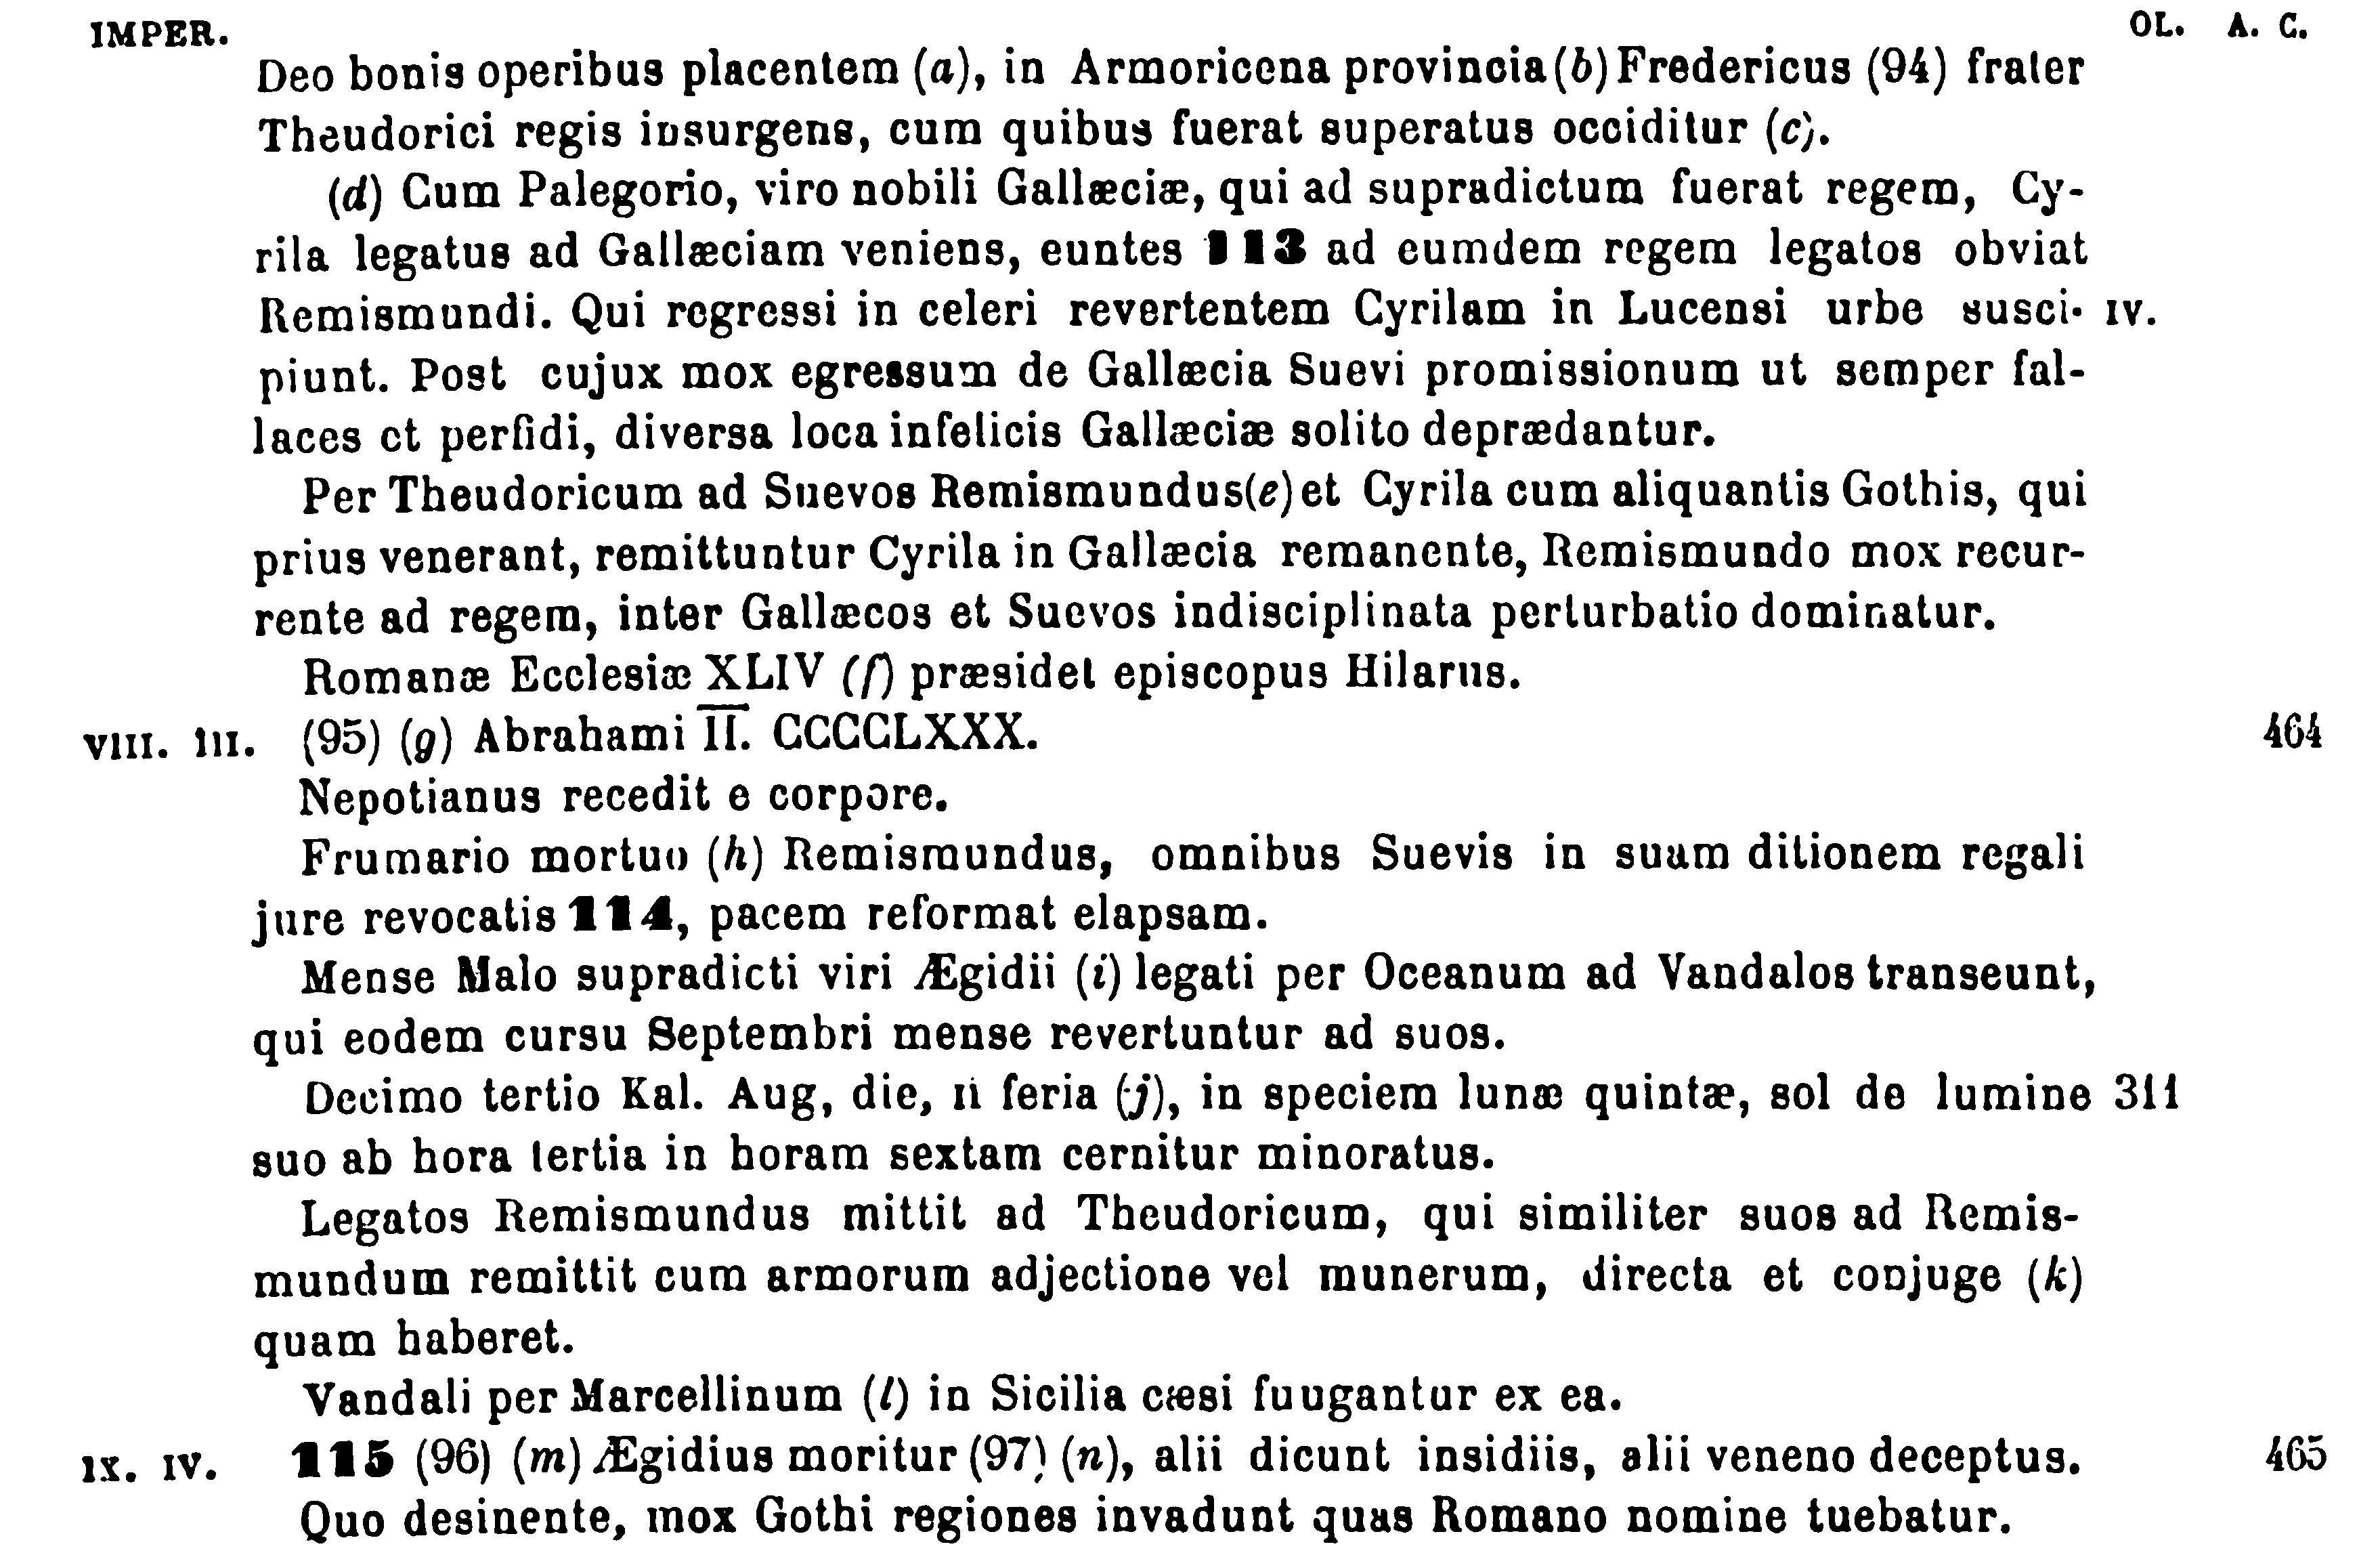 IMPER. OL. A. C.
Deo bonis operibus placentem (a), in Armoricena provincia (b) Fredericus (94) frater
Theudorici regis insurgens, cum quibus fuerat superatus occiditur (c).
(d) Cum Palegorio, viro nobili Gallæciæ, qui ad supradictum fuerat regem, Cy-
rila legatus ad Gallæciam veniens, euntes 113 ad eumdem regem legatos obviat
Remismundi. Qui regressi in celeri revertentem Cyrilam in Lucensi urbe susci- IV.
piunt. Post cujux mox egressum de Gallæcia Suevi promissionum ut semper fal-
laces et perfidi, diversa loca infelicis Gallæciæ solito deprædantur.
Per Theudoricum ad Suevos Remismundus (e) et Cyrila cum aliquantis Gothis, qui
prius venerant, remittuntur Cyrila in Gallæcia remanente, Remismundo mox recur-
rente ad regem, inter Gallæcos et Suevos indisciplinata perturbatio dominatur.
Romanæ Ecclesiæ XLIV (f) præsidet episcopus Hilarus.
VIII. III. (95) (g) Abrahami I̅I̅. CCCCLXXX. 464
Nepotianus recedit e corpore.
Frumario mortuo (h) Remismundus, omnibus Suevis in suam ditionem regali
jure revocatis 114, pacem reformat elapsam.
Mense Maio supradicti viri Ægidii (i) legati per Oceanum ad Vandalos transeunt,
qui eodem cursu Septembri mense revertuntur ad suos.
Decimo tertio Kal. Aug, die, II feria (j), in speciem lunæ quintæ, sol de lumine 311
suo ab hora tertia in horam sextam cernitur minoratus.
Legatos Remismundus mittit ad Theudoricum, qui similiter suos ad Remis-
mundum remittit cum armorum adjectione vel munerum, directa et conjuge (k)
quam haberet.
Vandali per Marcellinum (l) in Sicilia cæsi fuugantur ex ea.
IX. IV. 115 (96) (m) Ægidius moritur (97) (n), alii dicunt insidiis, alii veneno deceptus. 465
Quo desinente, mox Gothi regiones invadunt quas Romano nomine tuebatur.